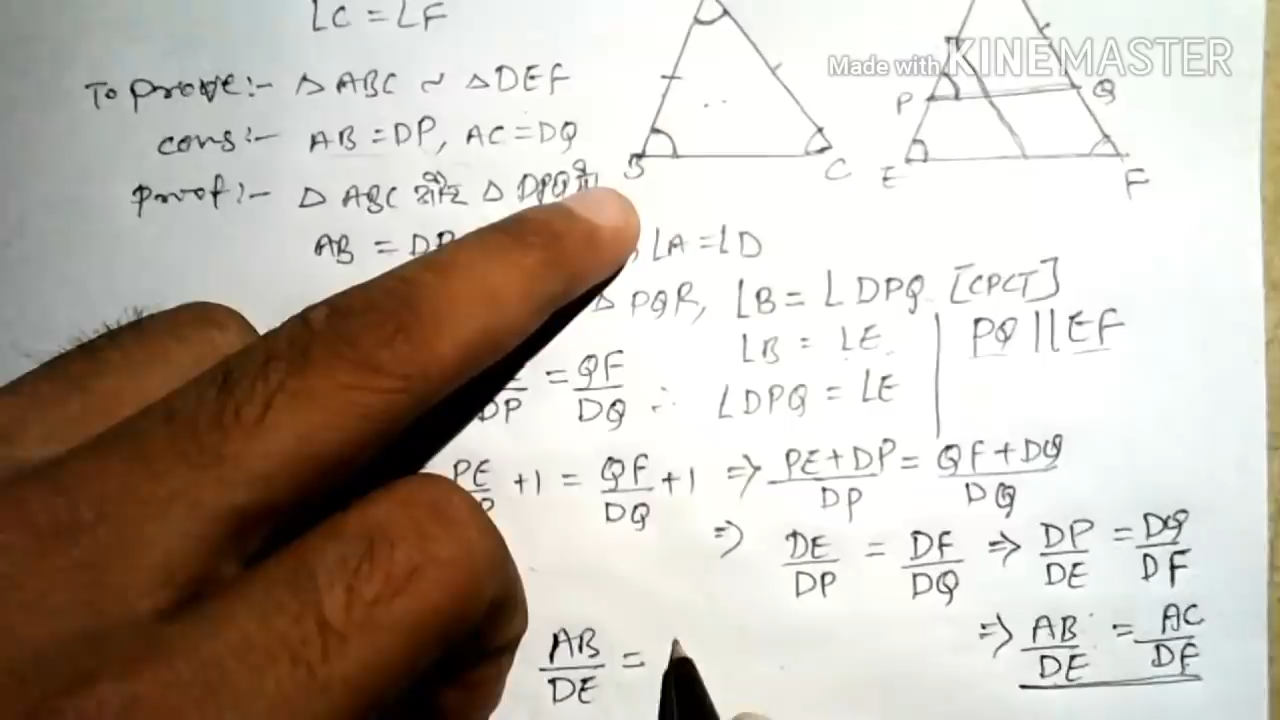 ∠C = ∠F
To prove:- △ ABC ~ △DEF
cons:- AB = DP, AC = DQ
proof:- △ ABC और △ DPQ में
AB = DP ∠A = ∠D
△ PQR, ∠B = ∠DPQ [CPCT]
∠B = ∠E | PQ || EF
/DP = QF/DQ ∴ ∠DPQ = ∠E
PE/ +1 = QF/DQ +1 ⇒ PE+DP/DP = QF+DQ/DQ
⇒ DE/DP = DF/DQ ⇒ DP/DE = DQ/DF
⇒ AB/DE = AC/DF
AB/DE =
B C
P Q
E F
Made with KINEMASTER